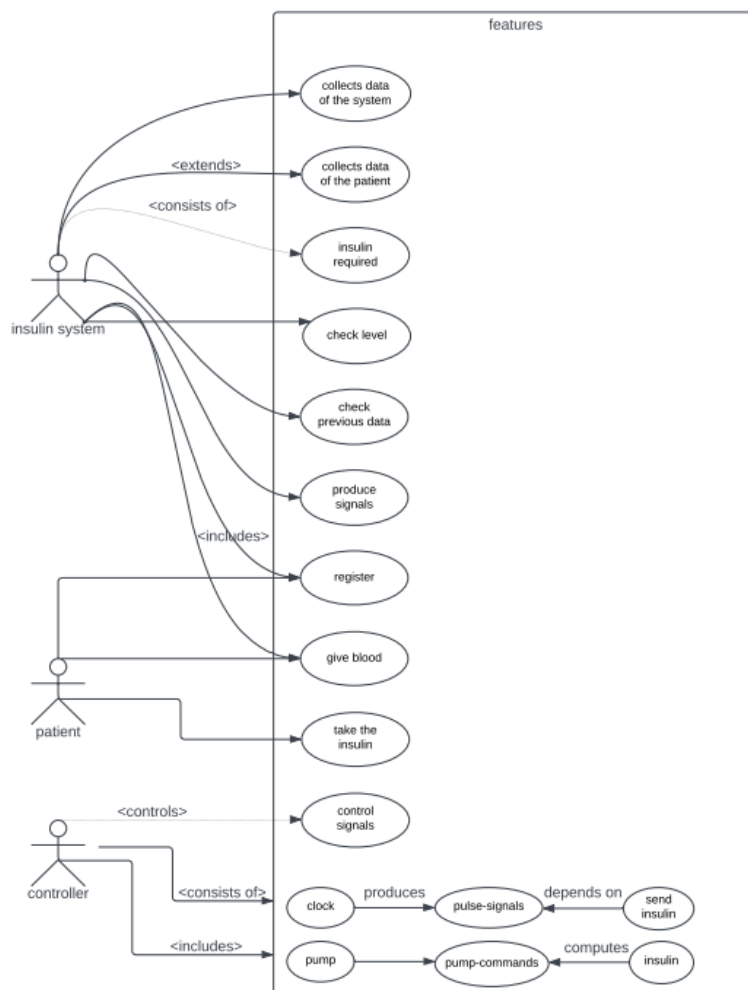 features
collects data
of the system
<extends>
collects data
of the patient
<consists of>
insulin
required
insulin system
check level
check
previous data
produce
signals
<includes>
register
give blood
patient
take the
insulin
<controls>
control
signals
controller
<consists of>
clock
produces
pulse-signals
depends on
send
insulin
<includes>
pump
pump-commands
computes
insulin